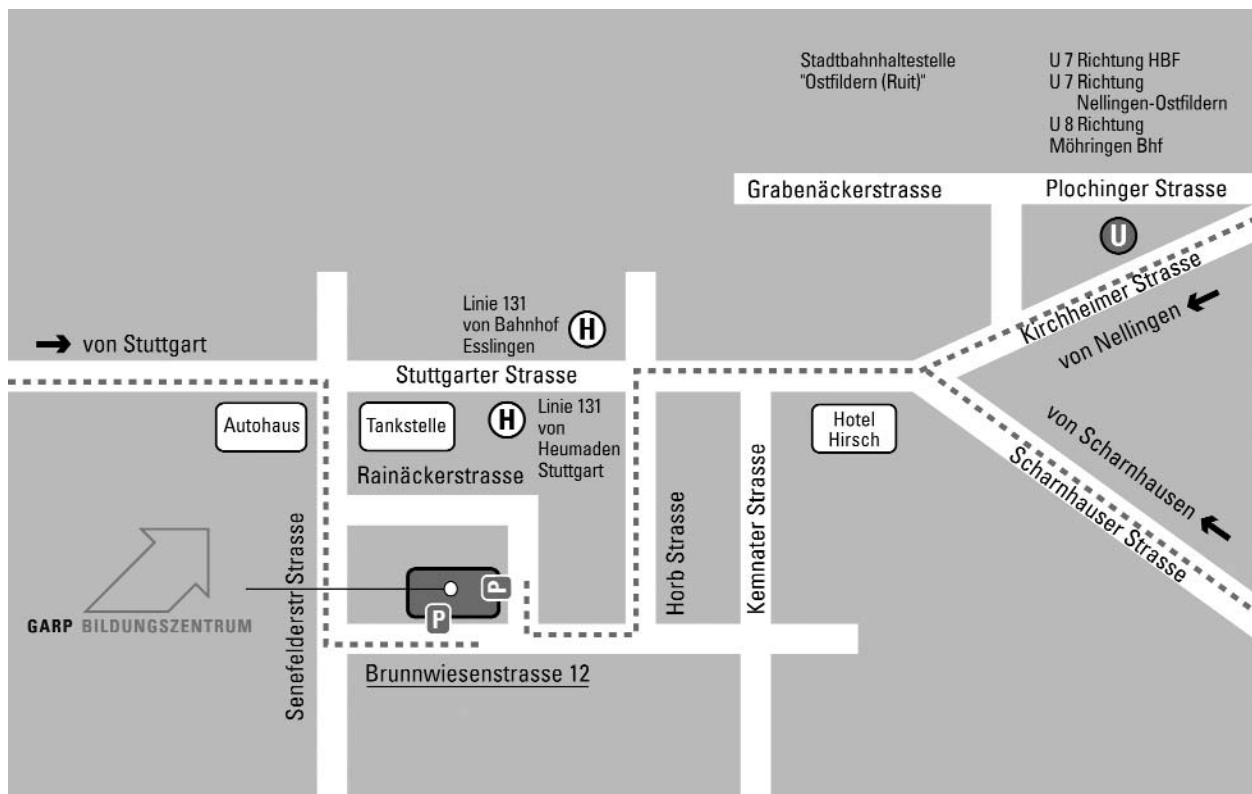 Stadtbahnhaltestelle
"Ostfildern (Ruit)"
U 7 Richtung HBF
U 7 Richtung
Nellingen-Ostfildern
U 8 Richtung
Möhringen Bhf
Grabenäckerstrasse
Plochinger Strasse
U
Kirchheimer Strasse
von Nellingen
Linie 131
von Bahnhof
Esslingen
H
von Stuttgart
Stuttgarter Strasse
Autohaus
Tankstelle
H
Linie 131
von
Heumaden
Stuttgart
Hotel
Hirsch
von Scharnhausen
Scharnhauser Strasse
Rainäckerstrasse
Senefelderstr Strasse
Horb Strasse
Kemnater Strasse
P
P
GARP BILDUNGSZENTRUM
Brunnwiesenstrasse 12